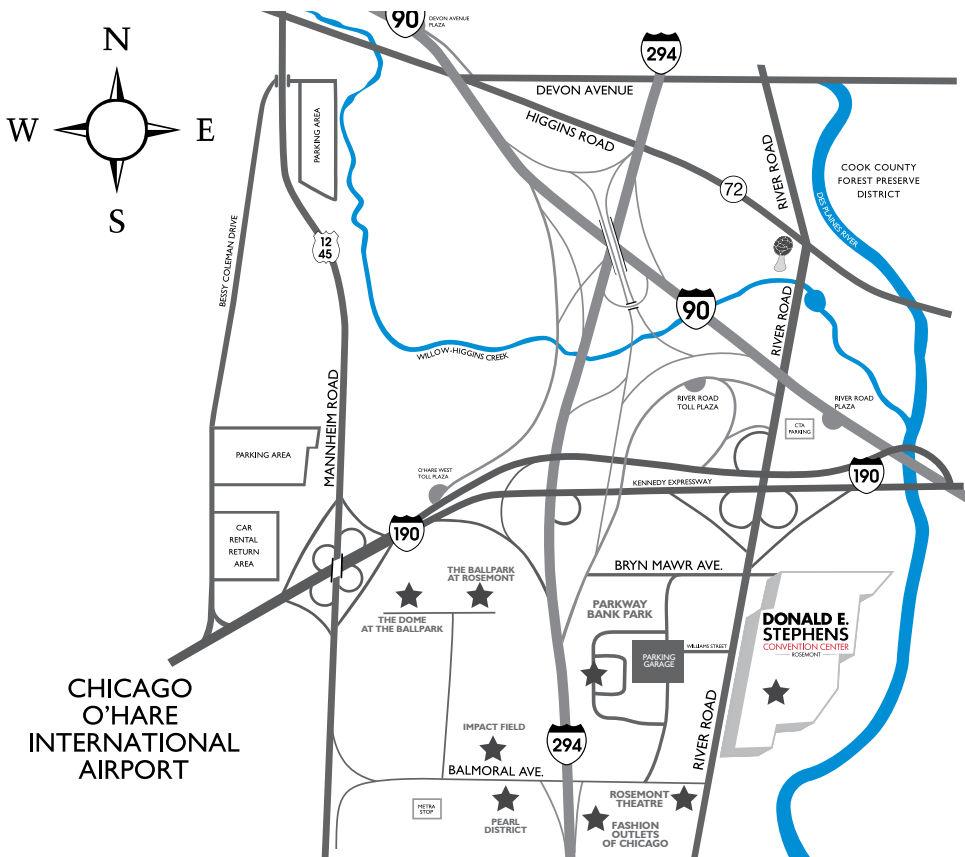 90
DEVON AVENUE
PLAZA
N
W
E
S
294
DEVON AVENUE
HIGGINS ROAD
PARKING AREA
RIVER ROAD
72
COOK COUNTY
FOREST PRESERVE
DISTRICT
DES PLAINES RIVER
12
45
BESSY COLEMAN DRIVE
90
RIVER ROAD
WILLOW-HIGGINS CREEK
MANNHEIM ROAD
RIVER ROAD
TOLL PLAZA
RIVER ROAD
PLAZA
CTA
PARKING
PARKING AREA
O'HARE WEST
TOLL PLAZA
190
KENNEDY EXPRESSWAY
CAR
RENTAL
RETURN
AREA
190
THE BALLPARK
AT ROSEMONT
BRYN MAWR AVE.
THE DOME
AT THE BALLPARK
PARKWAY
BANK PARK
DONALD E.
STEPHENS
CONVENTION CENTER
ROSEMONT
WILLIAMS STREET
PARKING
GARAGE
CHICAGO
O'HARE
INTERNATIONAL
AIRPORT
RIVER ROAD
IMPACT FIELD
294
BALMORAL AVE.
METRA
STOP
PEARL
DISTRICT
ROSEMONT
THEATRE
FASHION
OUTLETS
OF CHICAGO